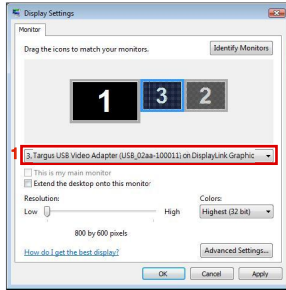 Display Settings
Monitor
Drag the icons to match your monitors.
Identify Monitors
1
3
2
1
3. Targus USB Video Adapter (USB_02aa-100011) on DisplayLink Graphic
This is my main monitor
Extend the desktop onto this monitor
Resolution:
Colors:
Low
High
Highest (32 bit)
800 by 600 pixels
How do I get the best display?
Advanced Settings...
OK
Cancel
Apply